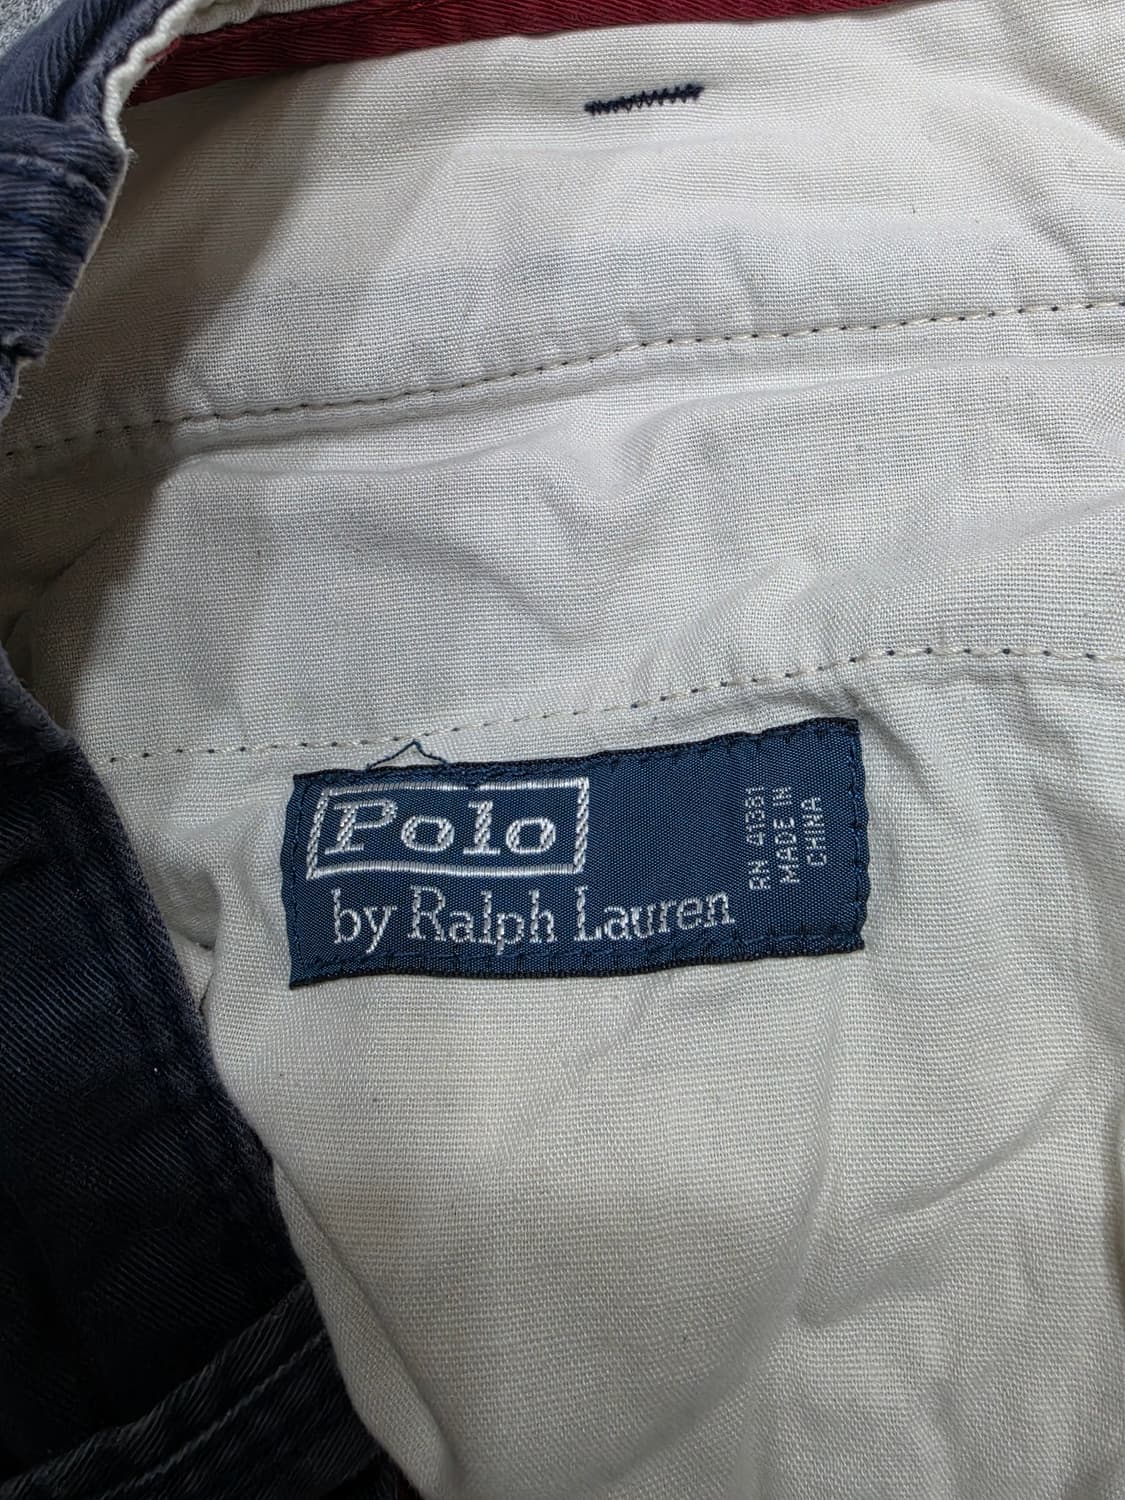 Polo
by Ralph Lauren
RN 41381
MADE IN
CHINA